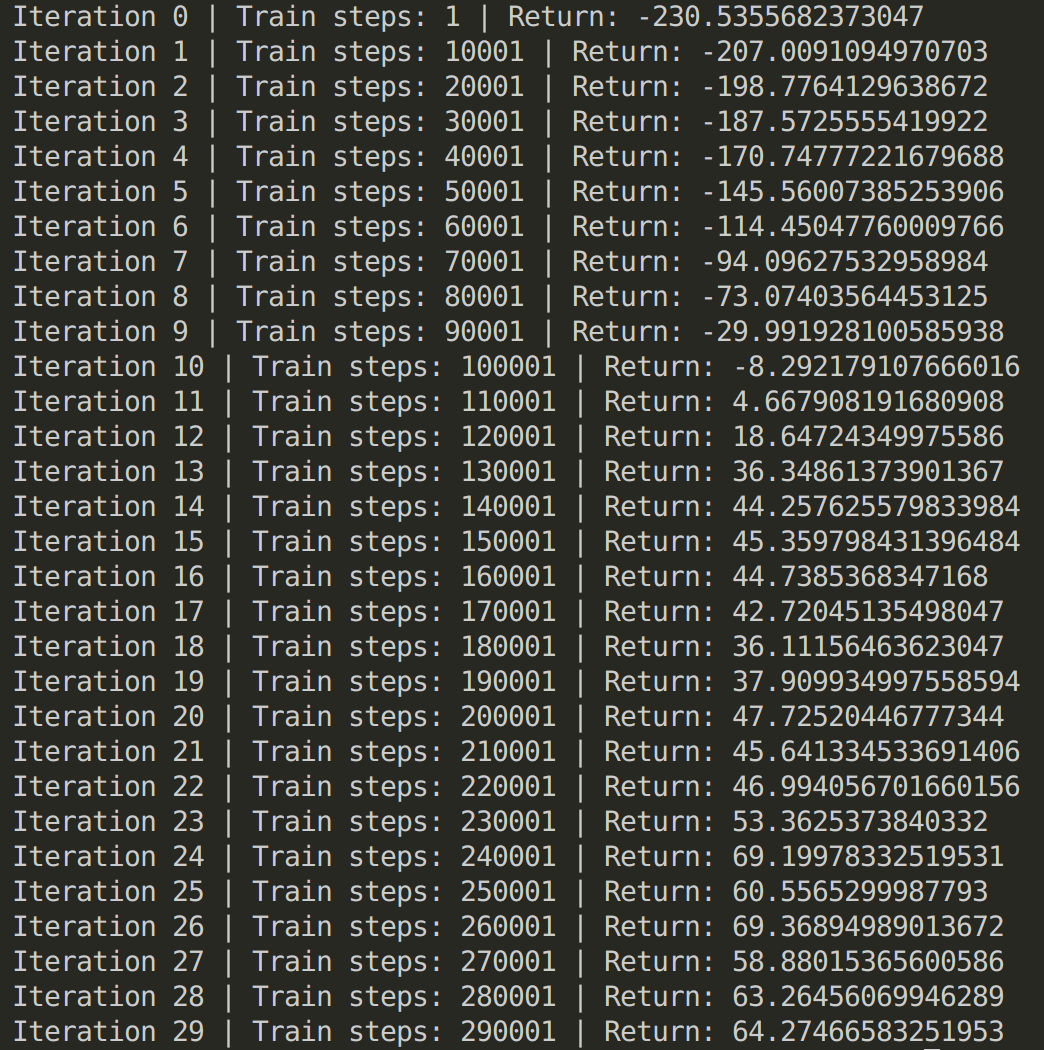 Iteration 0 | Train steps: 1 | Return: -230.5355682373047
Iteration 1 | Train steps: 10001 | Return: -207.0091094970703
Iteration 2 | Train steps: 20001 | Return: -198.7764129638672
Iteration 3 | Train steps: 30001 | Return: -187.5725555419922
Iteration 4 | Train steps: 40001 | Return: -170.74777221679688
Iteration 5 | Train steps: 50001 | Return: -145.56007385253906
Iteration 6 | Train steps: 60001 | Return: -114.45047760009766
Iteration 7 | Train steps: 70001 | Return: -94.09627532958984
Iteration 8 | Train steps: 80001 | Return: -73.07403564453125
Iteration 9 | Train steps: 90001 | Return: -29.991928100585938
Iteration 10 | Train steps: 100001 | Return: -8.292179107666016
Iteration 11 | Train steps: 110001 | Return: 4.667908191680908
Iteration 12 | Train steps: 120001 | Return: 18.64724349975586
Iteration 13 | Train steps: 130001 | Return: 36.34861373901367
Iteration 14 | Train steps: 140001 | Return: 44.257625579833984
Iteration 15 | Train steps: 150001 | Return: 45.359798431396484
Iteration 16 | Train steps: 160001 | Return: 44.7385368347168
Iteration 17 | Train steps: 170001 | Return: 42.72045135498047
Iteration 18 | Train steps: 180001 | Return: 36.11156463623047
Iteration 19 | Train steps: 190001 | Return: 37.909934997558594
Iteration 20 | Train steps: 200001 | Return: 47.72520446777344
Iteration 21 | Train steps: 210001 | Return: 45.641334533691406
Iteration 22 | Train steps: 220001 | Return: 46.994056701660156
Iteration 23 | Train steps: 230001 | Return: 53.3625373840332
Iteration 24 | Train steps: 240001 | Return: 69.19978332519531
Iteration 25 | Train steps: 250001 | Return: 60.5565299987793
Iteration 26 | Train steps: 260001 | Return: 69.36894989013672
Iteration 27 | Train steps: 270001 | Return: 58.88015365600586
Iteration 28 | Train steps: 280001 | Return: 63.26456069946289
Iteration 29 | Train steps: 290001 | Return: 64.27466583251953